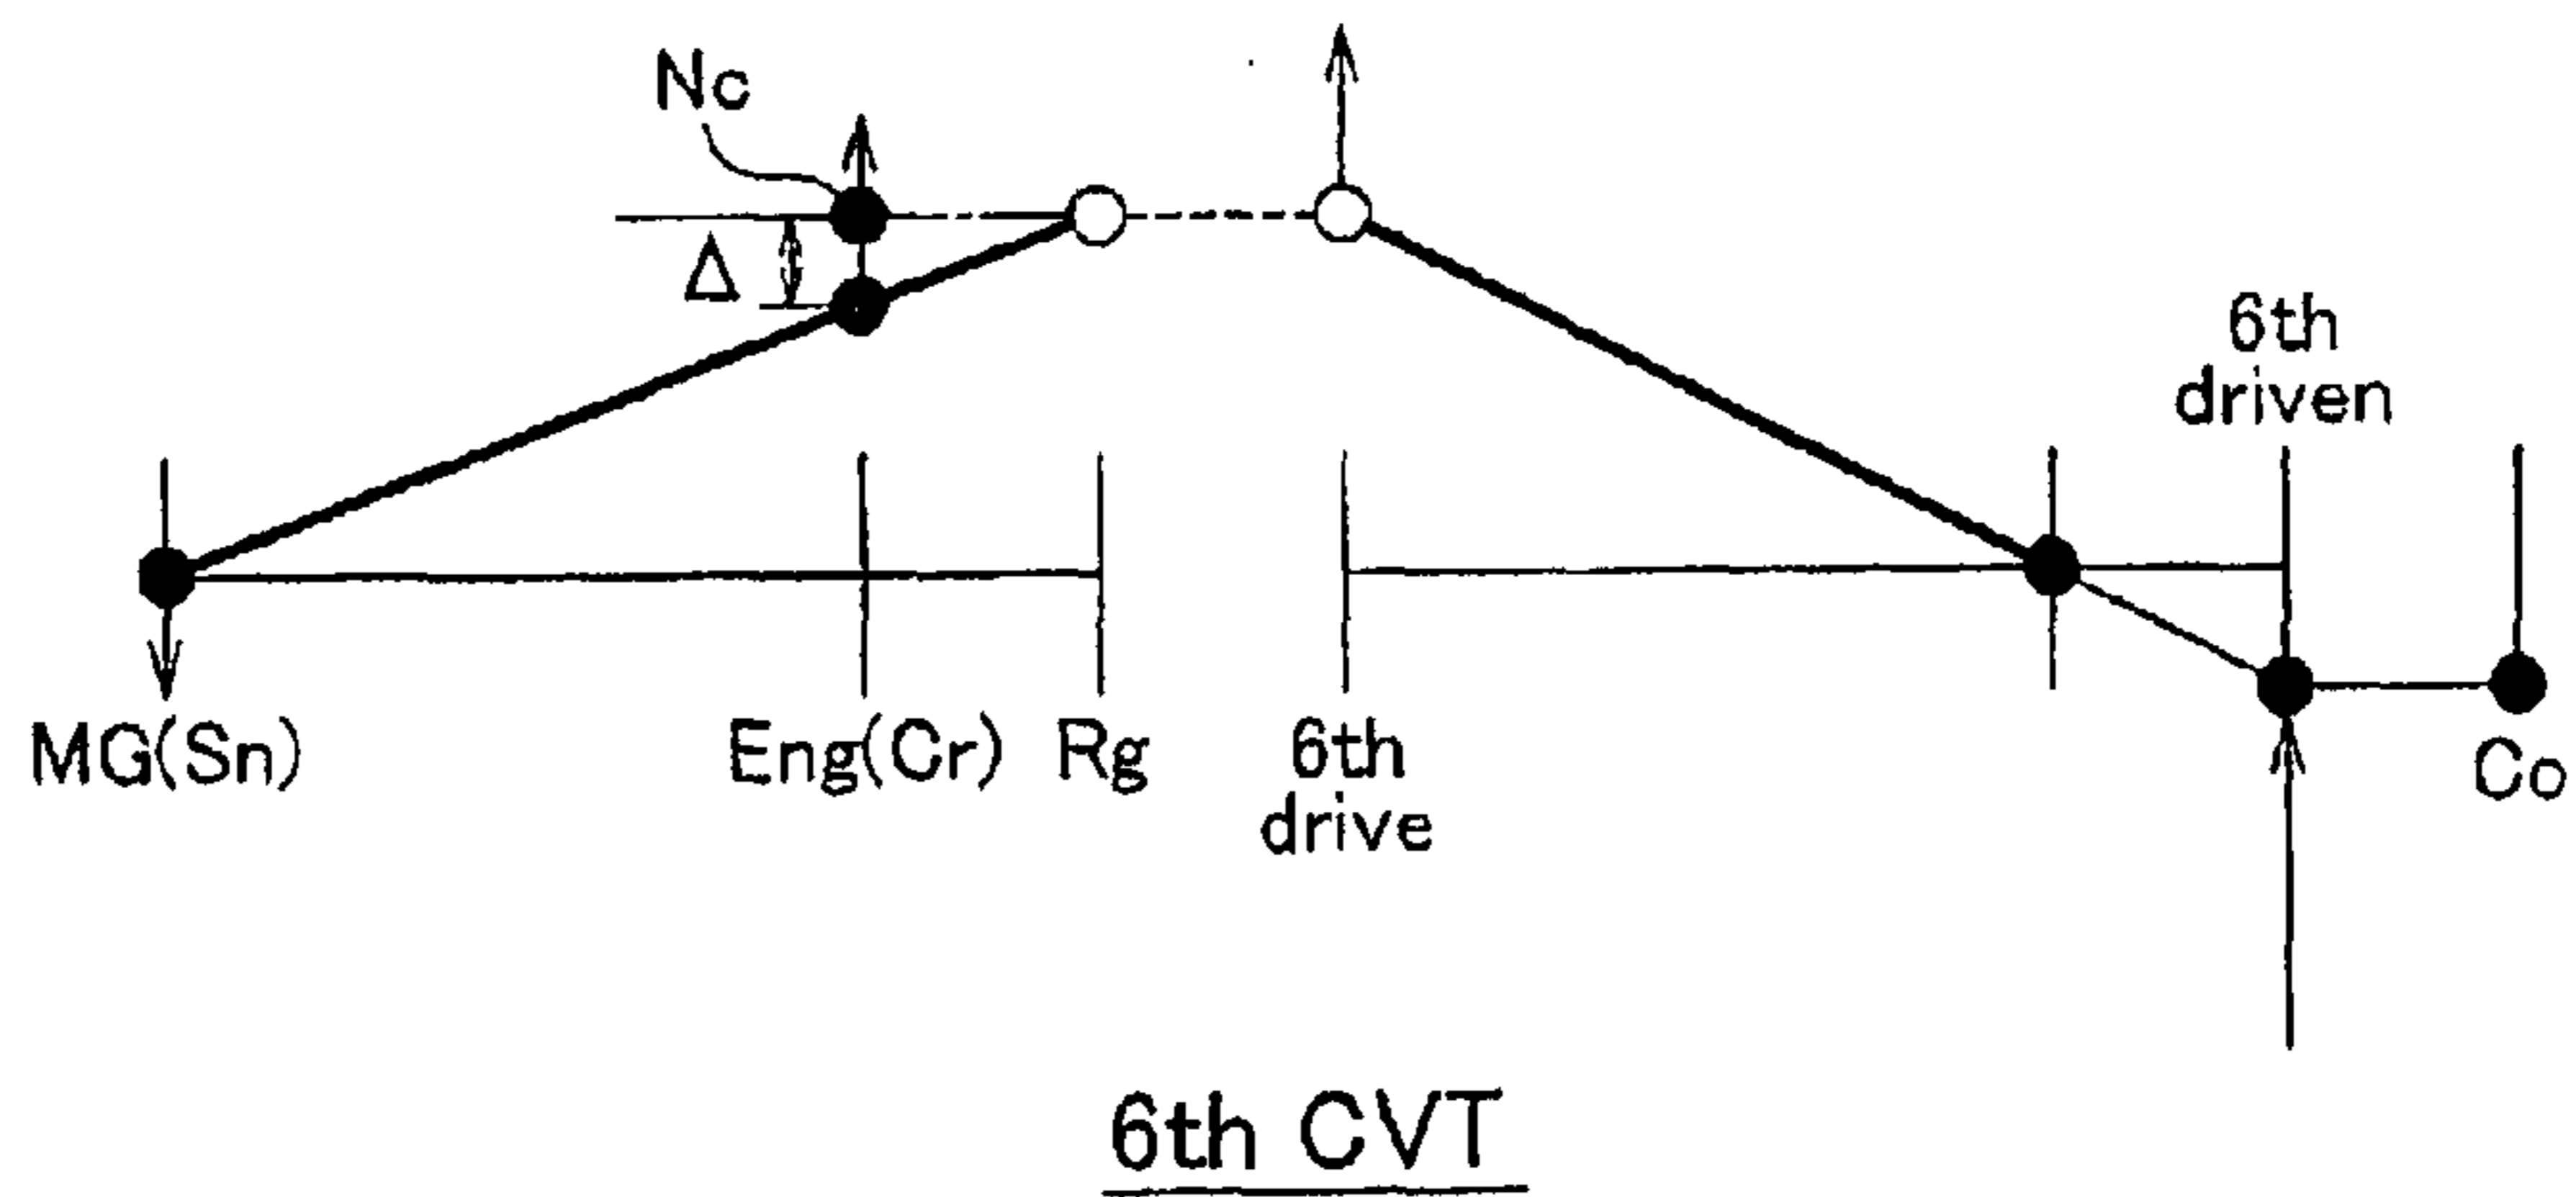 Nc
Δ
6th
driven
MG(Sn)
Eng(Cr)
Rg
6th
drive
Co
6th CVT